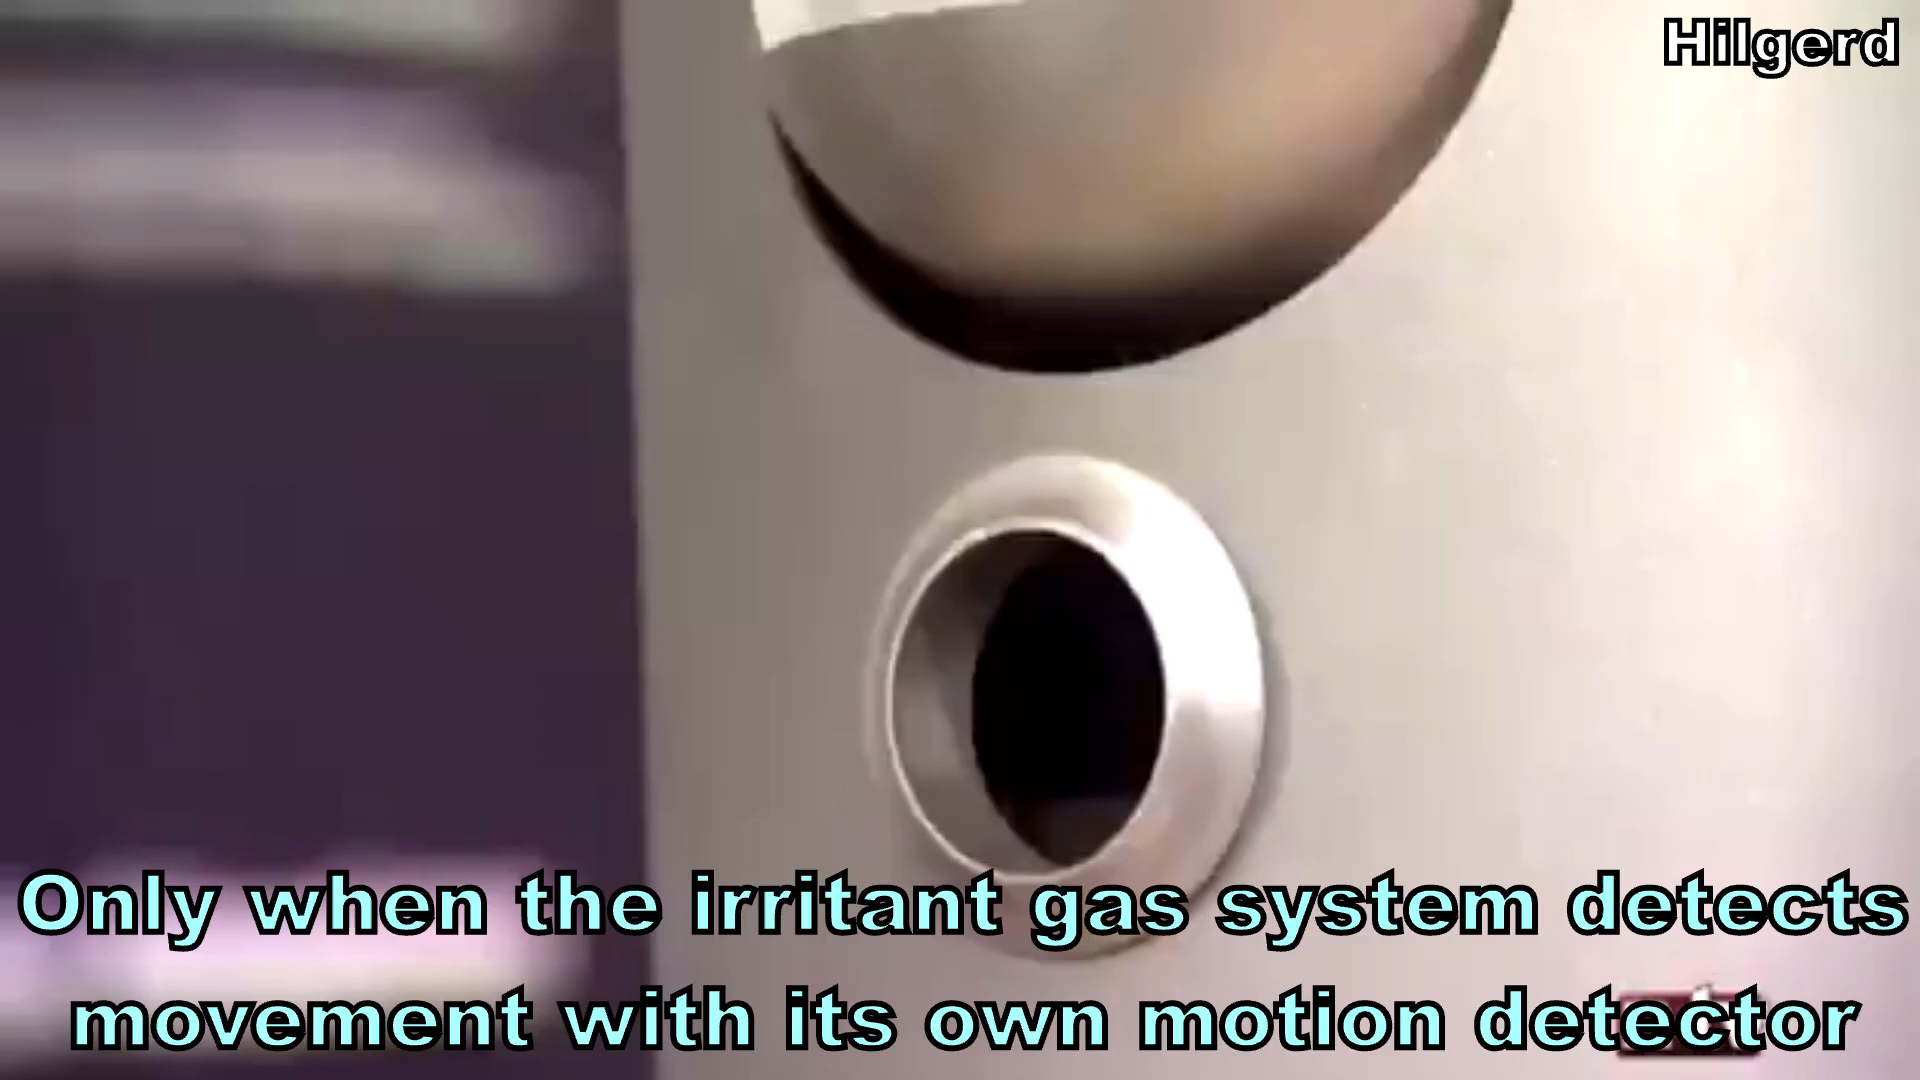 Hilgerd
Only when the irritant gas system detects
movement with its own motion detector